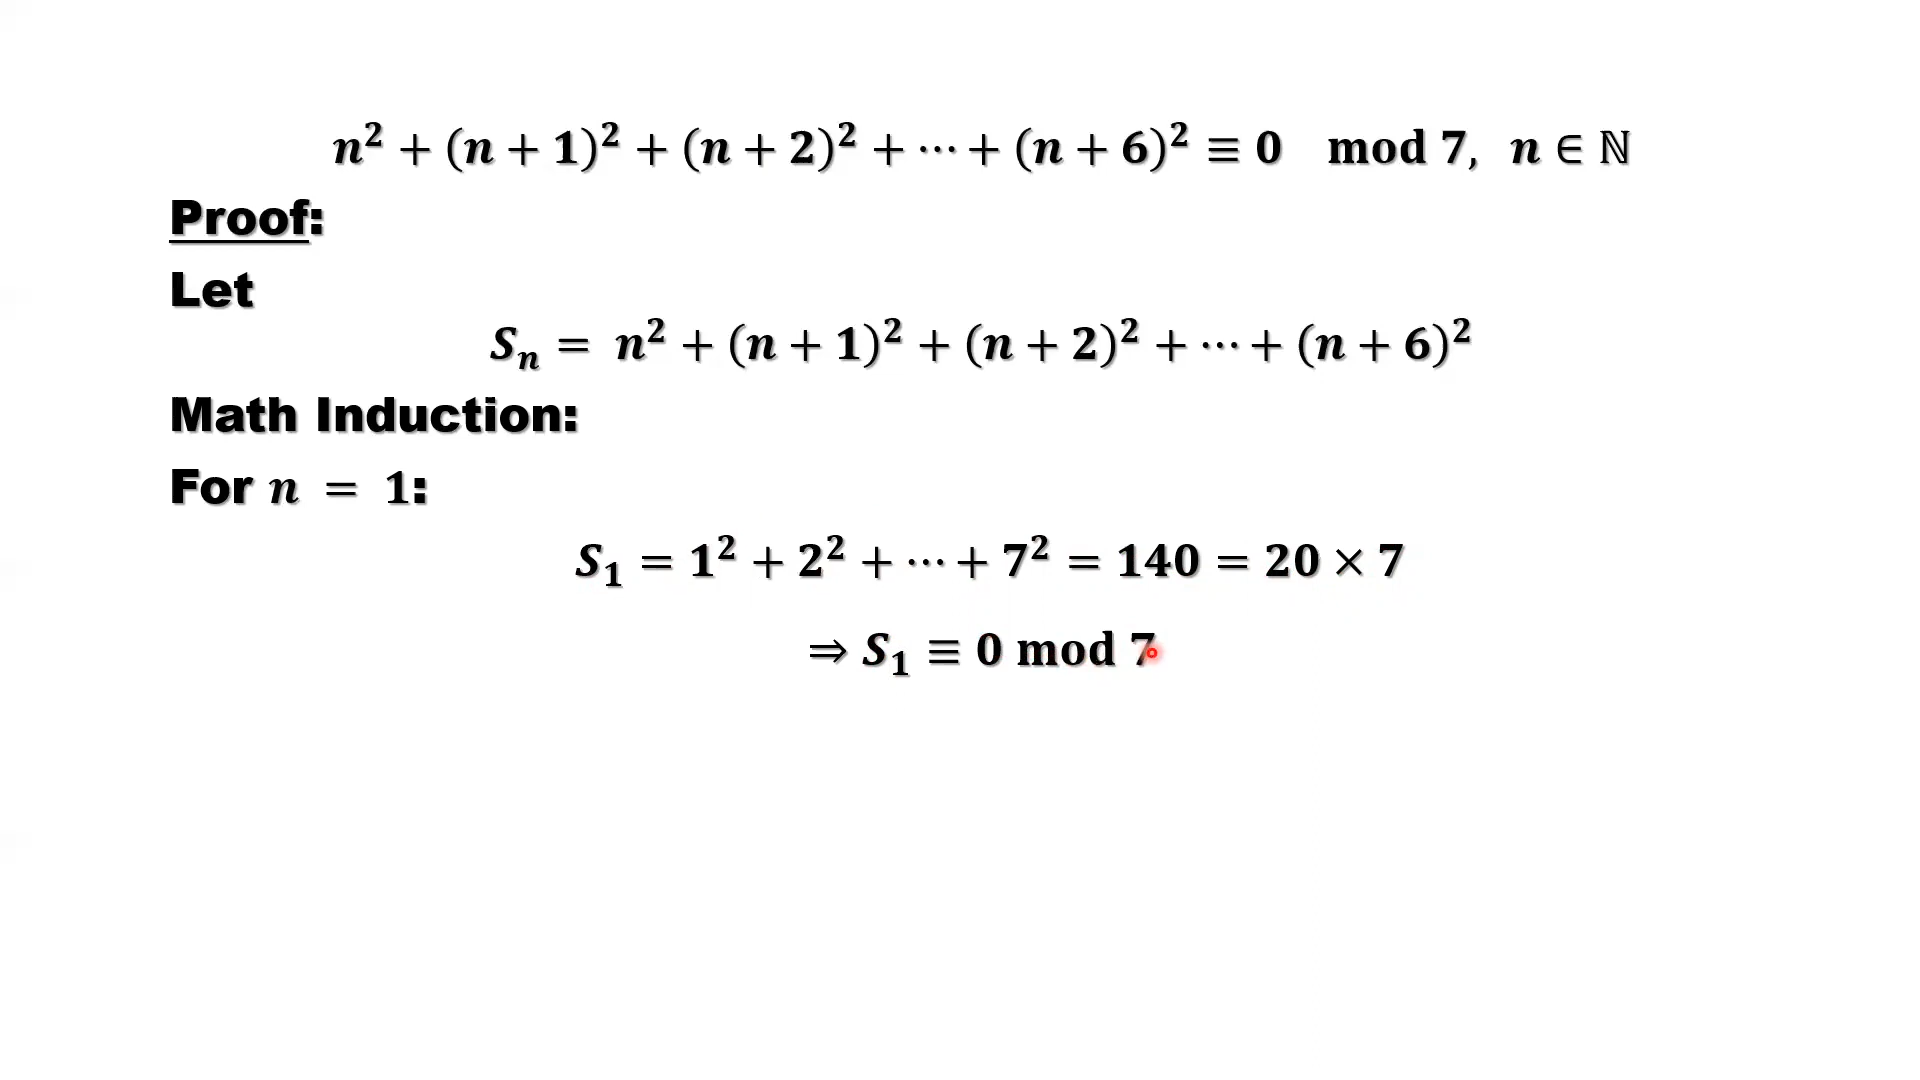 n² + (n + 1)² + (n + 2)² + ⋯ + (n + 6)² ≡ 0 mod 7, n ∈ ℕ
Proof:
Let
Sₙ = n² + (n + 1)² + (n + 2)² + ⋯ + (n + 6)²
Math Induction:
For n = 1:
S₁ = 1² + 2² + ⋯ + 7² = 140 = 20 × 7
⇒ S₁ ≡ 0 mod 7